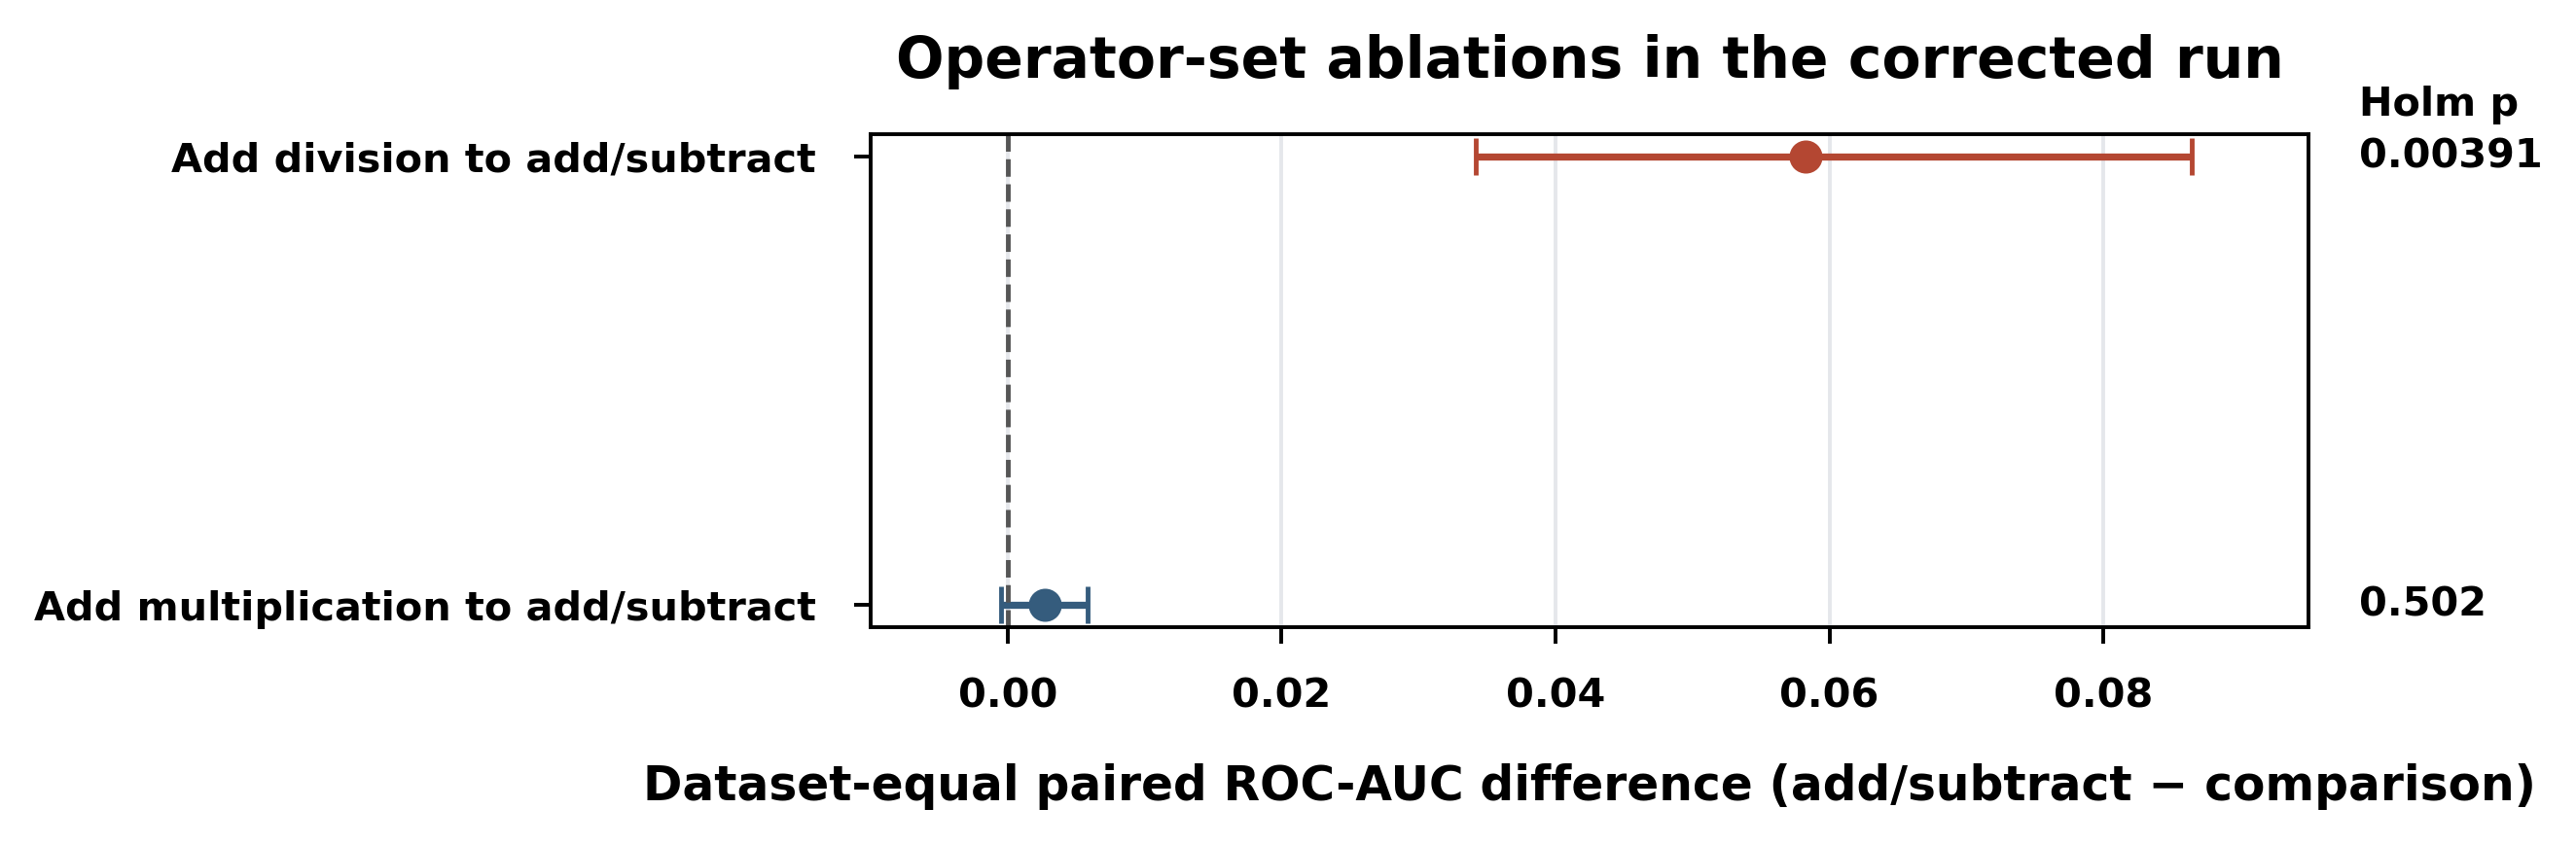 Operator-set ablations in the corrected run
Holm p
Add division to add/subtract
0.00391
Add multiplication to add/subtract
0.502
0.00 0.02 0.04 0.06 0.08
Dataset-equal paired ROC-AUC difference (add/subtract − comparison)